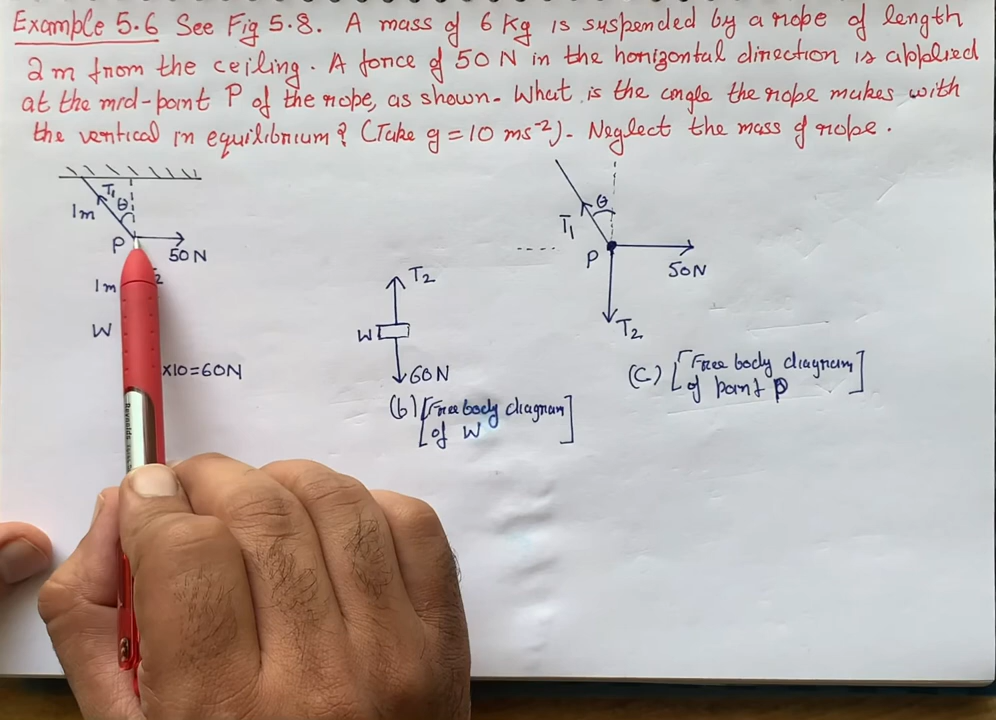 Example 5.6 See Fig 5.8. A mass of 6 Kg is suspended by a rope of length
2m from the ceiling. A force of 50 N in the horizontal direction is applied
at the mid-point P of the rope, as shown. What is the angle the rope makes with
the vertical in equilibrium? (Take g = 10 ms⁻²). Neglect the mass of rope.
T₁
θ
1m
P
50N
1m
2
W
x10=60N
T₂
W
60N
(b) [Free body diagram
of W]
θ
T₁
P
50N
T₂
(c) [Free body diagram
of point P]
Reynolds